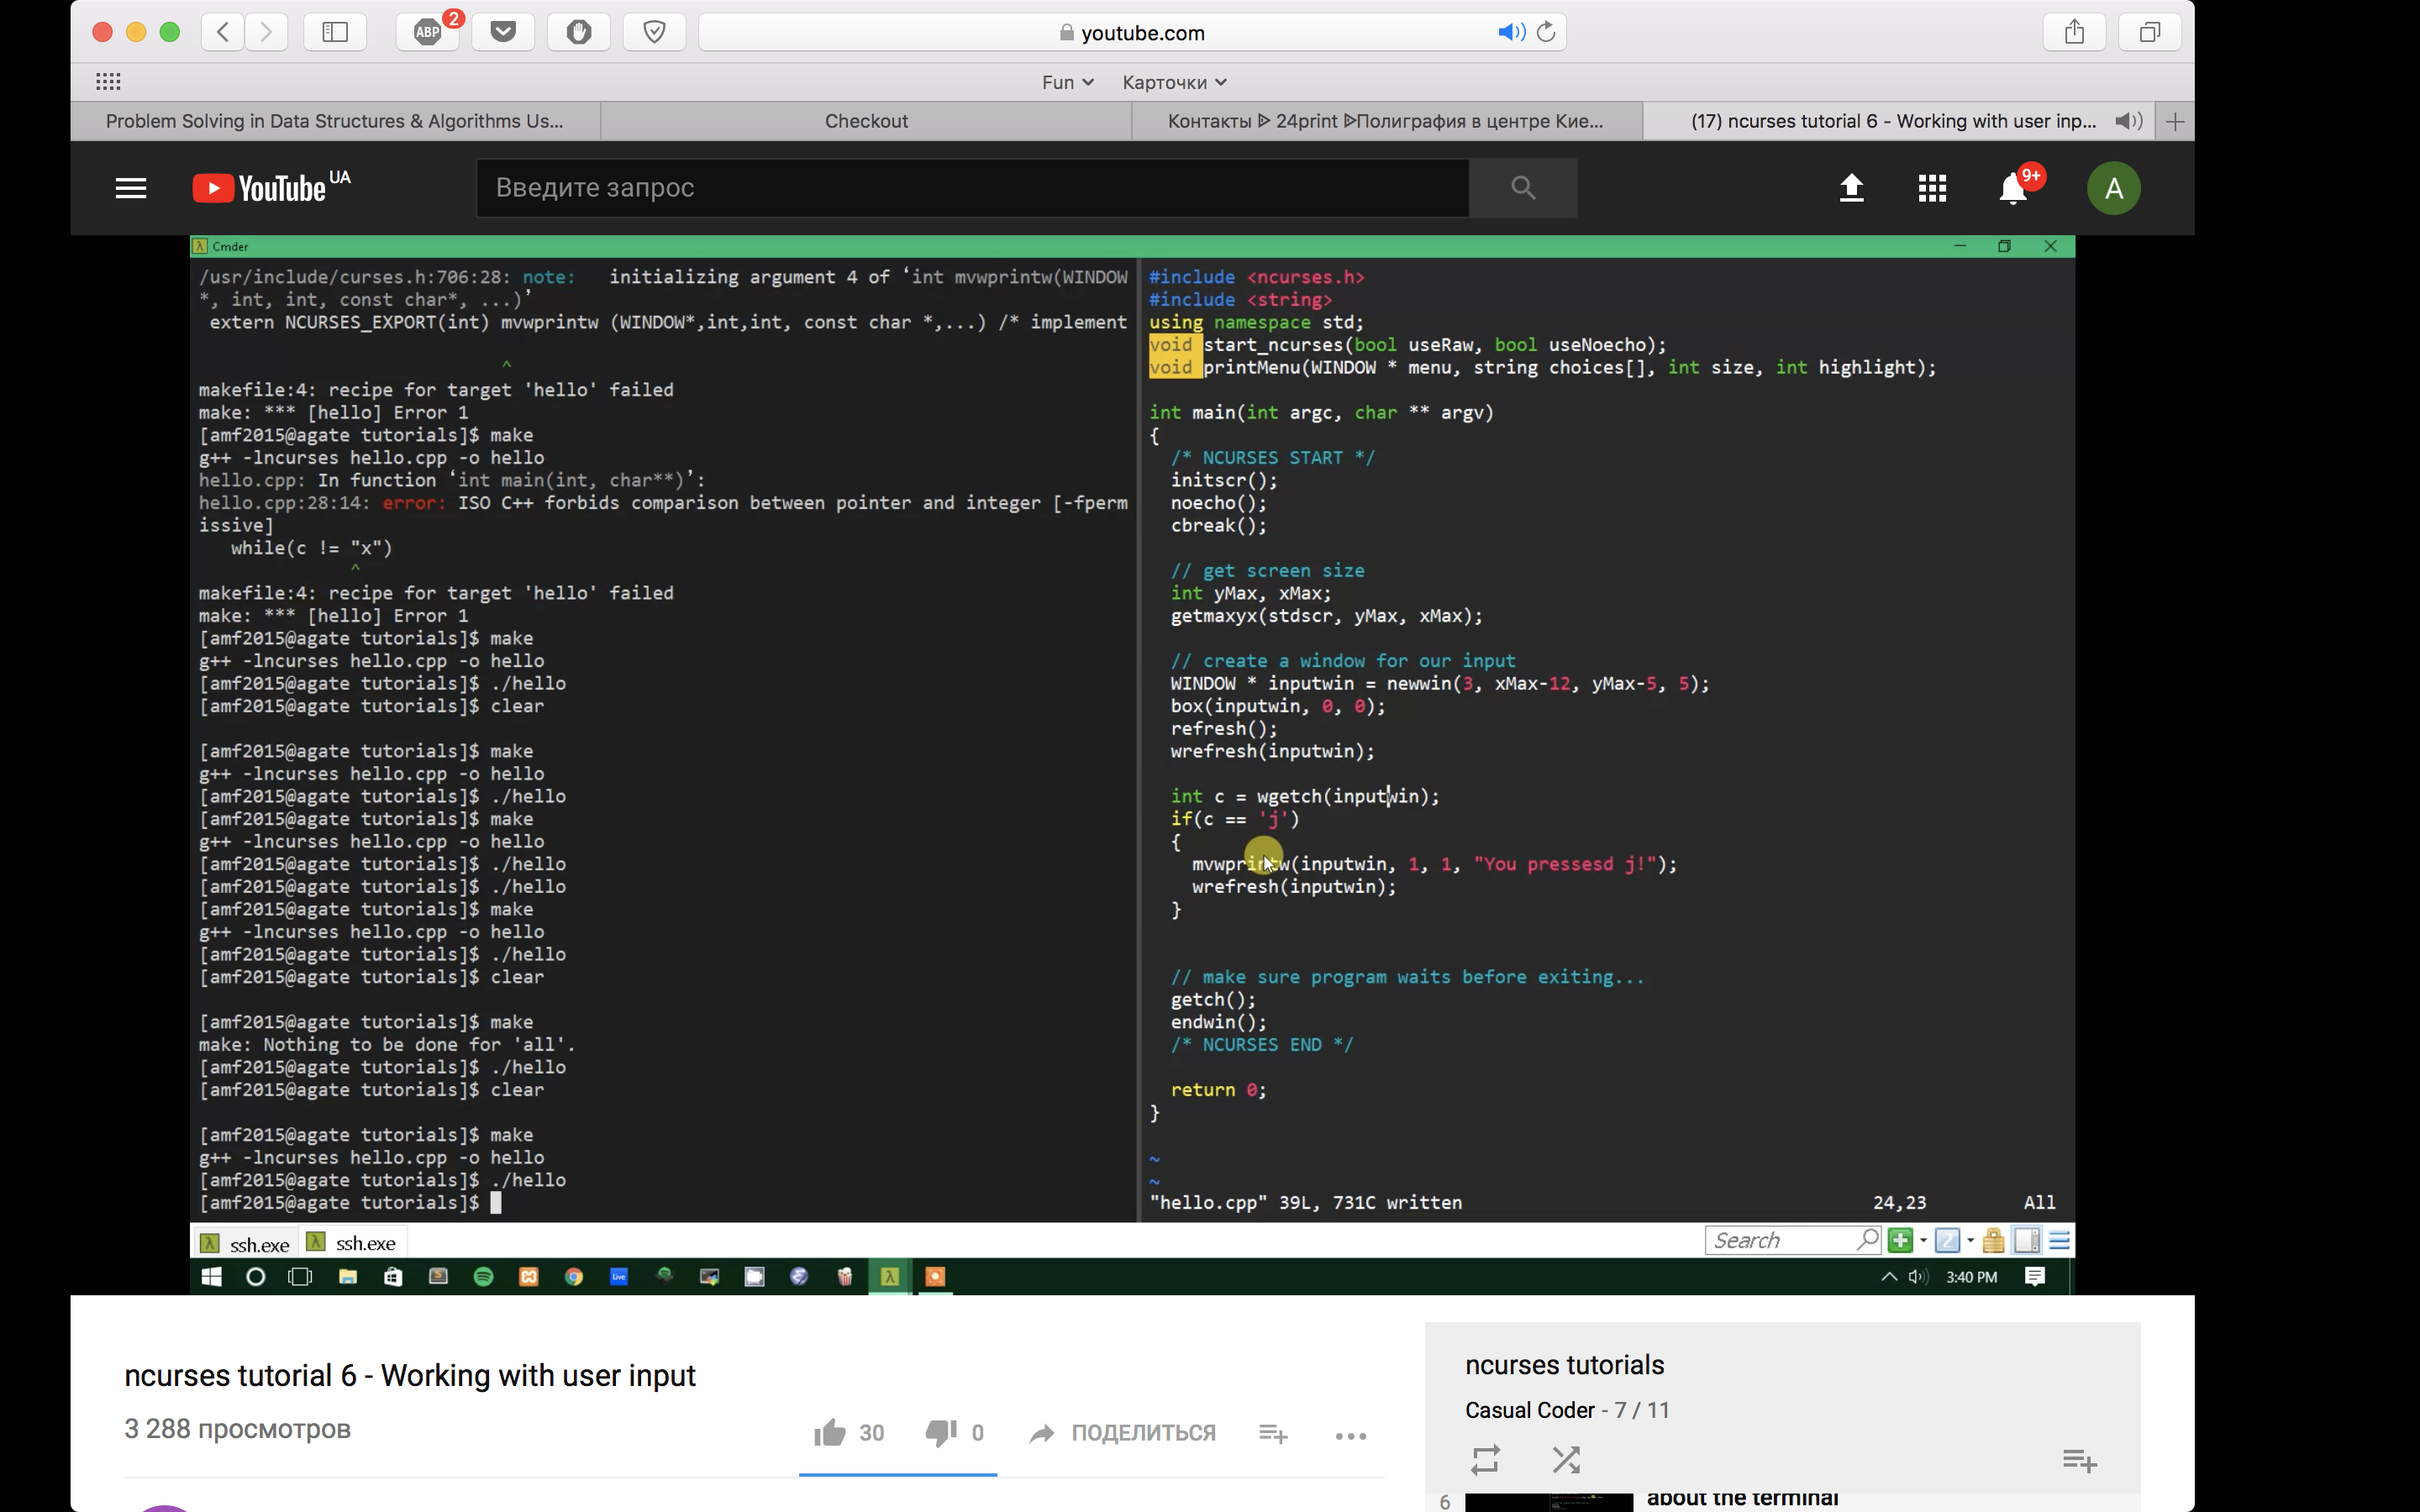 ABP 2
youtube.com
Fun Карточки
Problem Solving in Data Structures & Algorithms Us...
Checkout
Контакты ᐈ 24print ᐈПолиграфия в центре Кие...
(17) ncurses tutorial 6 - Working with user inp...
YouTube UA
Введите запрос
9+
A
λ Cmder
/usr/include/curses.h:706:28: note:   initializing argument 4 of ‘int mvwprintw(WINDOW
*, int, int, const char*, ...)’
 extern NCURSES_EXPORT(int) mvwprintw (WINDOW*,int,int, const char *,...) /* implement
^
makefile:4: recipe for target 'hello' failed
make: *** [hello] Error 1
[amf2015@agate tutorials]$ make
g++ -lncurses hello.cpp -o hello
hello.cpp: In function ‘int main(int, char**)’:
hello.cpp:28:14: error: ISO C++ forbids comparison between pointer and integer [-fperm
issive]
   while(c != "x")
^
makefile:4: recipe for target 'hello' failed
make: *** [hello] Error 1
[amf2015@agate tutorials]$ make
g++ -lncurses hello.cpp -o hello
[amf2015@agate tutorials]$ ./hello
[amf2015@agate tutorials]$ clear
[amf2015@agate tutorials]$ make
g++ -lncurses hello.cpp -o hello
[amf2015@agate tutorials]$ ./hello
[amf2015@agate tutorials]$ make
g++ -lncurses hello.cpp -o hello
[amf2015@agate tutorials]$ ./hello
[amf2015@agate tutorials]$ ./hello
[amf2015@agate tutorials]$ make
g++ -lncurses hello.cpp -o hello
[amf2015@agate tutorials]$ ./hello
[amf2015@agate tutorials]$ clear
[amf2015@agate tutorials]$ make
make: Nothing to be done for 'all'.
[amf2015@agate tutorials]$ ./hello
[amf2015@agate tutorials]$ clear
[amf2015@agate tutorials]$ make
g++ -lncurses hello.cpp -o hello
[amf2015@agate tutorials]$ ./hello
[amf2015@agate tutorials]$
#include <ncurses.h>
#include <string>
using namespace std;
void start_ncurses(bool useRaw, bool useNoecho);
void printMenu(WINDOW * menu, string choices[], int size, int highlight);
int main(int argc, char ** argv)
{
  /* NCURSES START */
  initscr();
  noecho();
  cbreak();
  // get screen size
  int yMax, xMax;
  getmaxyx(stdscr, yMax, xMax);
  // create a window for our input
  WINDOW * inputwin = newwin(3, xMax-12, yMax-5, 5);
  box(inputwin, 0, 0);
  refresh();
  wrefresh(inputwin);
  int c = wgetch(inputwin);
  if(c == 'j')
  {
    mvwprintw(inputwin, 1, 1, "You pressesd j!");
    wrefresh(inputwin);
  }
  // make sure program waits before exiting...
  getch();
  endwin();
  /* NCURSES END */
  return 0;
}
~
~
"hello.cpp" 39L, 731C written 24,23 All
λ ssh.exe λ ssh.exe Search
Live λ 3:40 PM
ncurses tutorial 6 - Working with user input
3 288 просмотров
30 0 ПОДЕЛИТЬСЯ
ncurses tutorials
Casual Coder - 7 / 11
6 about the terminal